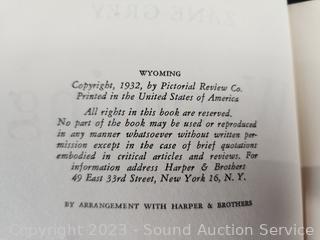 ZANE GREY
WYOMING
Copyright, 1932, by Pictorial Review Co.
Printed in the United States of America
All rights in this book are reserved.
No part of the book may be used or reproduced
in any manner whatsoever without written per-
mission except in the case of brief quotations
embodied in critical articles and reviews. For
information address Harper & Brothers
49 East 33rd Street, New York 16, N. Y.
BY ARRANGEMENT WITH HARPER & BROTHERS
Copyright 2023 - DustyOldThing.com